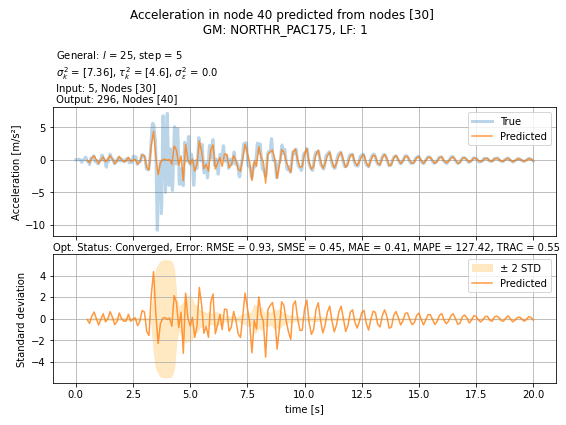 Acceleration in node 40 predicted from nodes [30]
GM: NORTHR_PAC175, LF: 1
General: l = 25, step = 5
σ²ₖ = [7.36], τ²ₖ = [4.6], σ²ε = 0.0
Input: 5, Nodes [30]
Output: 296, Nodes [40]
True
Predicted
Acceleration [m/s²]
5
0
−5
−10
Opt. Status: Converged, Error: RMSE = 0.93, SMSE = 0.45, MAE = 0.41, MAPE = 127.42, TRAC = 0.55
± 2 STD
Predicted
Standard deviation
4
2
0
−2
−4
0.0 2.5 5.0 7.5 10.0 12.5 15.0 17.5 20.0
time [s]